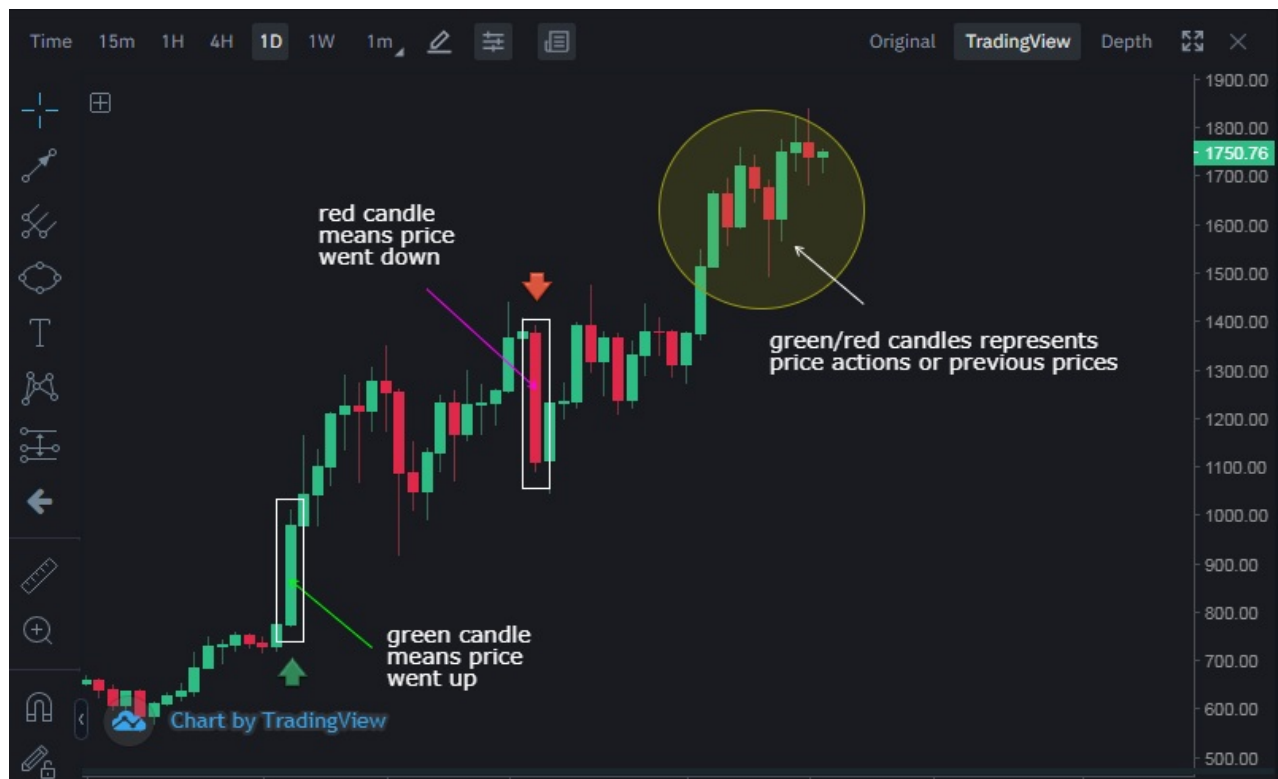 Time 15m 1H 4H 1D 1W 1m Original TradingView Depth
1900.00
1800.00
1750.76
1700.00
red candle
means price
went down
1600.00
1500.00
1400.00
green/red candles represents
price actions or previous prices
1300.00
1200.00
1100.00
1000.00
900.00
800.00
green candle
means price
went up
700.00
Chart by TradingView
600.00
500.00